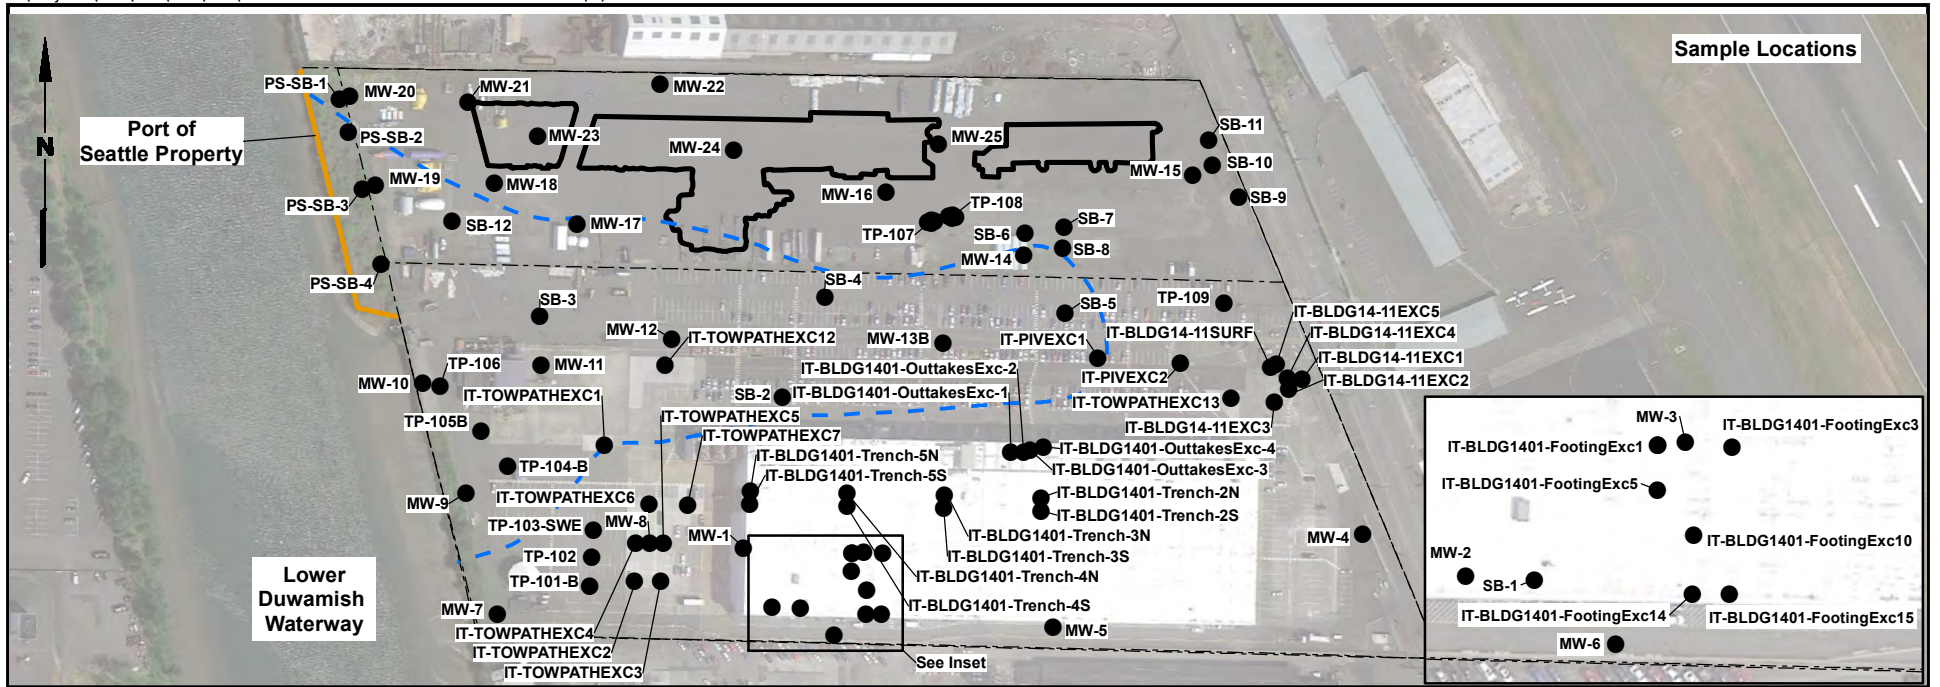 Sample Locations
N
Port of
Seattle Property
Lower
Duwamish
Waterway
PS-SB-1
MW-20
MW-21
MW-22
PS-SB-2
MW-23
MW-24
MW-25
SB-11
SB-10
MW-15
SB-9
MW-19
MW-18
MW-16
PS-SB-3
SB-12
MW-17
TP-108
TP-107
SB-7
SB-6
SB-8
MW-14
PS-SB-4
SB-4
SB-3
SB-5
TP-109
IT-BLDG14-11EXC5
MW-12
IT-TOWPATHEXC12
MW-13B
IT-PIVEXC1
IT-BLDG14-11SURF
IT-BLDG14-11EXC4
IT-BLDG14-11EXC1
TP-106
MW-11
IT-BLDG1401-OuttakesExc-2
IT-PIVEXC2
IT-BLDG14-11EXC2
MW-10
IT-TOWPATHEXC1
SB-2
IT-BLDG1401-OuttakesExc-1
IT-TOWPATHEXC13
IT-TOWPATHEXC5
TP-105B
IT-TOWPATHEXC7
IT-BLDG14-11EXC3
IT-BLDG1401-OuttakesExc-4
IT-BLDG1401-Trench-5N
TP-104-B
IT-BLDG1401-OuttakesExc-3
IT-BLDG1401-Trench-5S
IT-TOWPATHEXC6
MW-9
IT-BLDG1401-Trench-2N
IT-BLDG1401-Trench-2S
MW-8
TP-103-SWE
MW-1
IT-BLDG1401-Trench-3N
MW-4
TP-102
IT-BLDG1401-Trench-3S
IT-BLDG1401-Trench-4N
TP-101-B
IT-BLDG1401-Trench-4S
MW-7
MW-5
IT-TOWPATHEXC4
IT-TOWPATHEXC2
IT-TOWPATHEXC3
See Inset
MW-3
IT-BLDG1401-FootingExc3
IT-BLDG1401-FootingExc1
IT-BLDG1401-FootingExc5
IT-BLDG1401-FootingExc10
MW-2
SB-1
IT-BLDG1401-FootingExc14
IT-BLDG1401-FootingExc15
MW-6